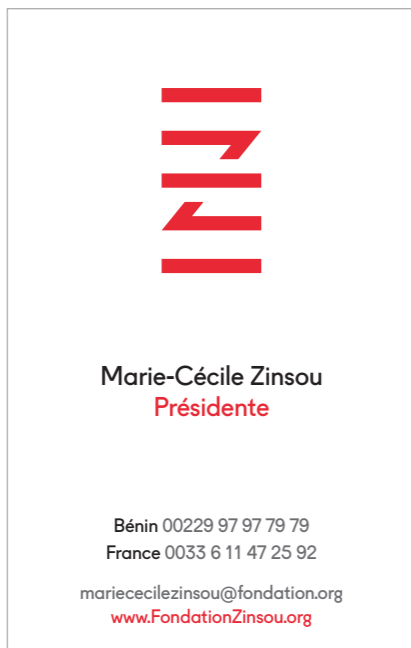 Marie-Cécile Zinsou
Présidente
Bénin 00229 97 97 79 79
France 0033 6 11 47 25 92
mariececilezinsou@fondation.org
www.FondationZinsou.org